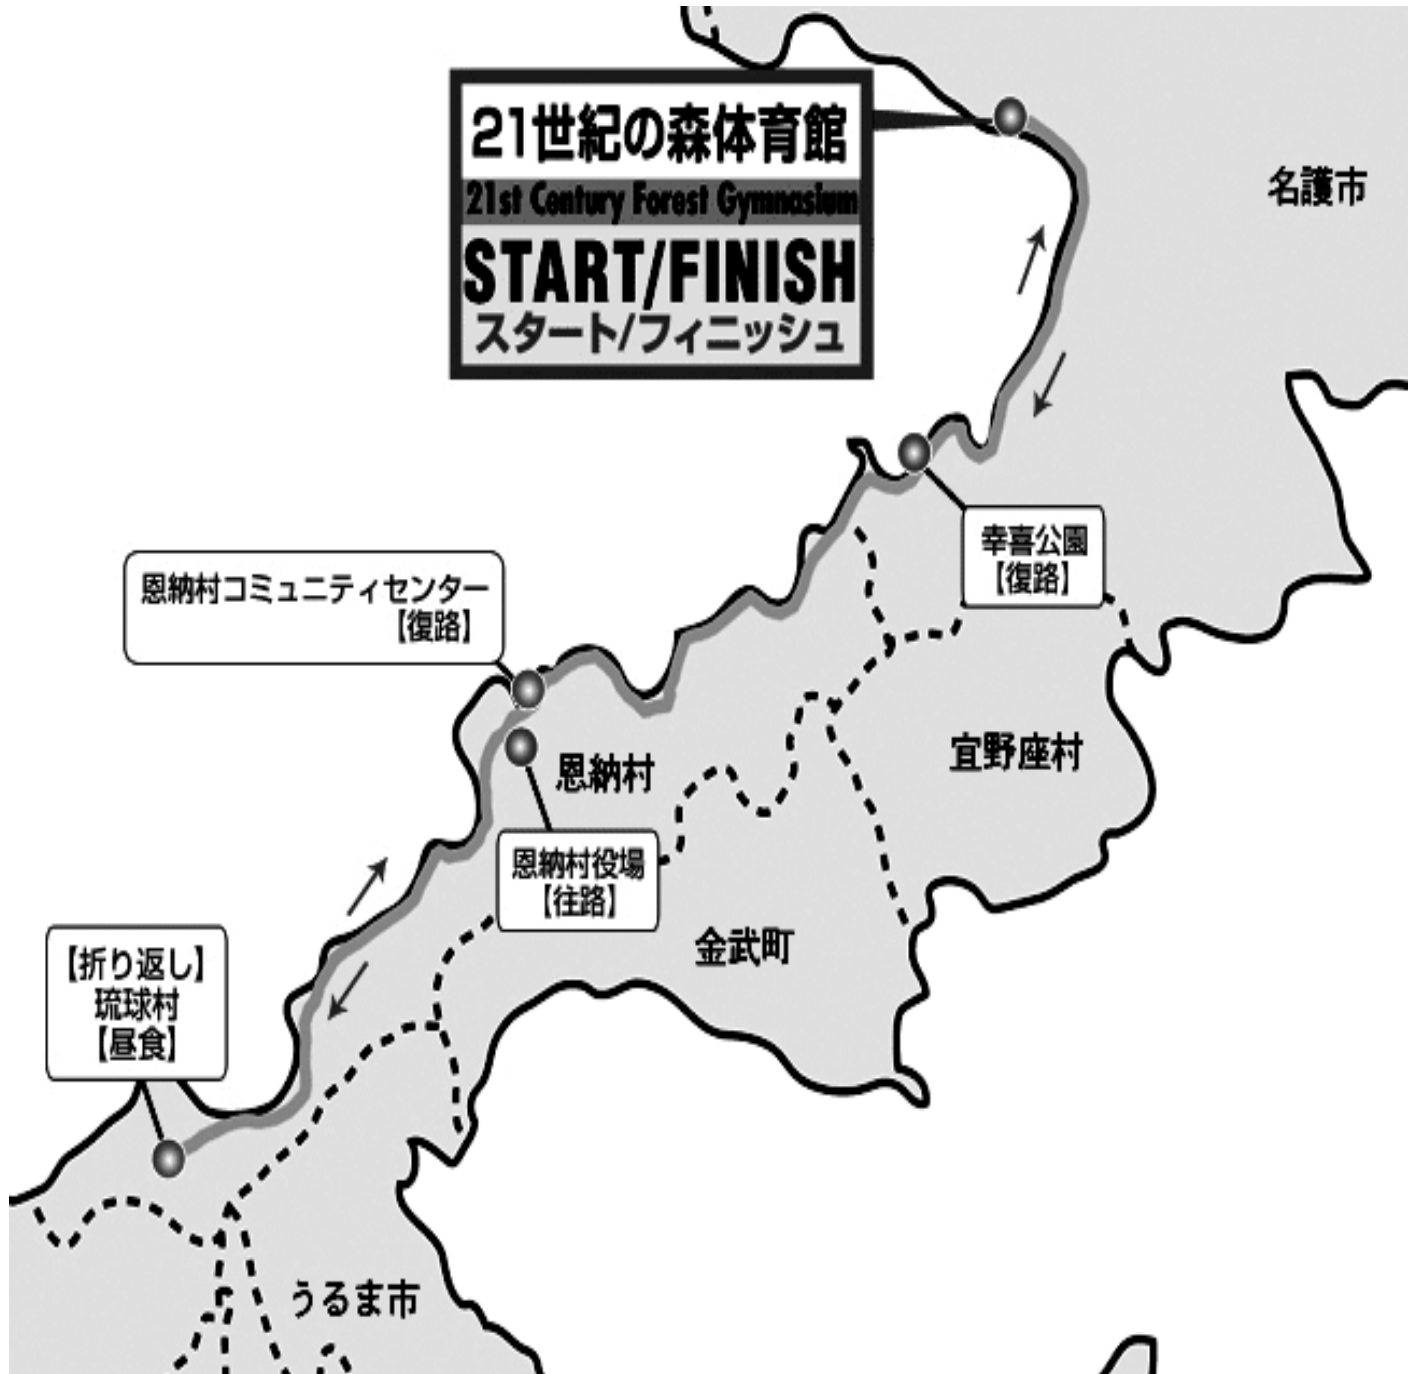 21世紀の森体育館
21st Century Forest Gymnasium
START/FINISH
スタート/フィニッシュ
名護市
幸喜公園
【復路】
恩納村コミュニティセンター
【復路】
宜野座村
恩納村
恩納村役場
【往路】
金武町
【折り返し】
琉球村
【昼食】
うるま市